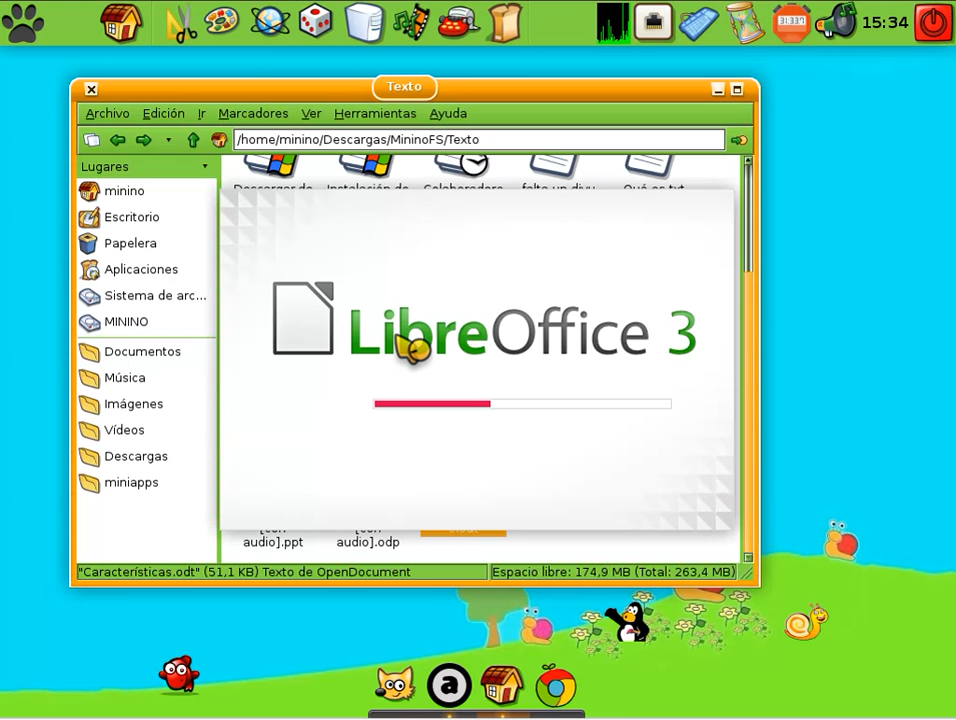 31:337
15:34
Texto
Archivo Edición Ir Marcadores Ver Herramientas Ayuda
/home/minino/Descargas/MininoFS/Texto
Lugares
minino
Escritorio
Papelera
Aplicaciones
Sistema de arc...
MININO
Documentos
Música
Imágenes
Vídeos
Descargas
miniapps
LibreOffice 3
audio].ppt
audio].odp
"Características.odt" (51,1 KB) Texto de OpenDocument
Espacio libre: 174,9 MB (Total: 263,4 MB)
a